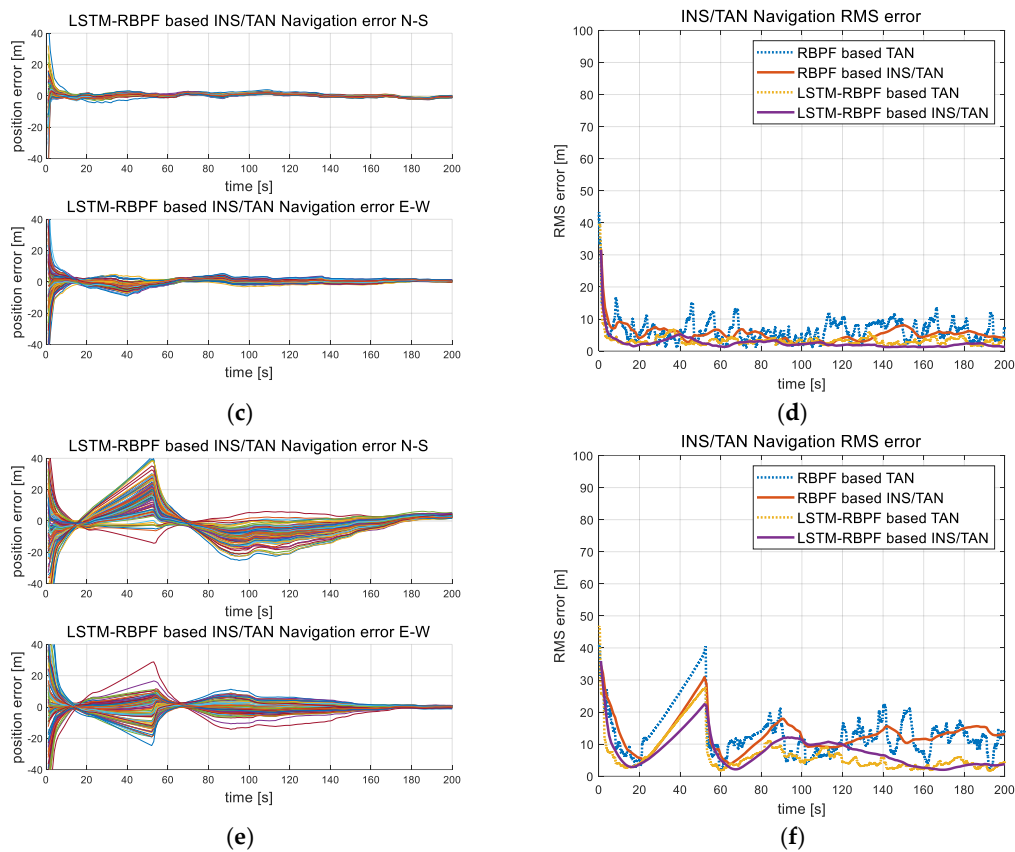 LSTM-RBPF based INS/TAN Navigation error N-S
40
20
0
-20
-40
position error [m]
0 20 40 60 80 100 120 140 160 180 200
time [s]
LSTM-RBPF based INS/TAN Navigation error E-W
40
20
0
-20
-40
position error [m]
0 20 40 60 80 100 120 140 160 180 200
time [s]
(c)
INS/TAN Navigation RMS error
100
90
80
70
60
50
40
30
20
10
0
RMS error [m]
RBPF based TAN
RBPF based INS/TAN
LSTM-RBPF based TAN
LSTM-RBPF based INS/TAN
0 20 40 60 80 100 120 140 160 180 200
time [s]
(d)
LSTM-RBPF based INS/TAN Navigation error N-S
40
20
0
-20
-40
position error [m]
0 20 40 60 80 100 120 140 160 180 200
time [s]
LSTM-RBPF based INS/TAN Navigation error E-W
40
20
0
-20
-40
position error [m]
0 20 40 60 80 100 120 140 160 180 200
time [s]
(e)
INS/TAN Navigation RMS error
100
90
80
70
60
50
40
30
20
10
0
RMS error [m]
RBPF based TAN
RBPF based INS/TAN
LSTM-RBPF based TAN
LSTM-RBPF based INS/TAN
0 20 40 60 80 100 120 140 160 180 200
time [s]
(f)